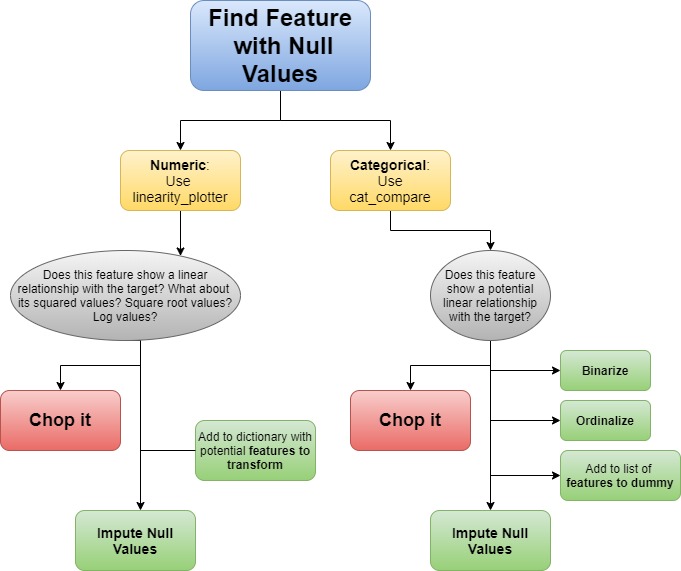 Find Feature
with Null
Values
Numeric:
Use
linearity_plotter
Categorical:
Use
cat_compare
Does this feature show a linear
relationship with the target? What about
its squared values? Square root values?
Log values?
Does this feature
show a potential
linear relationship
with the target?
Chop it
Add to dictionary with
potential features to
transform
Impute Null
Values
Chop it
Binarize
Ordinalize
Add to list of
features to dummy
Impute Null
Values